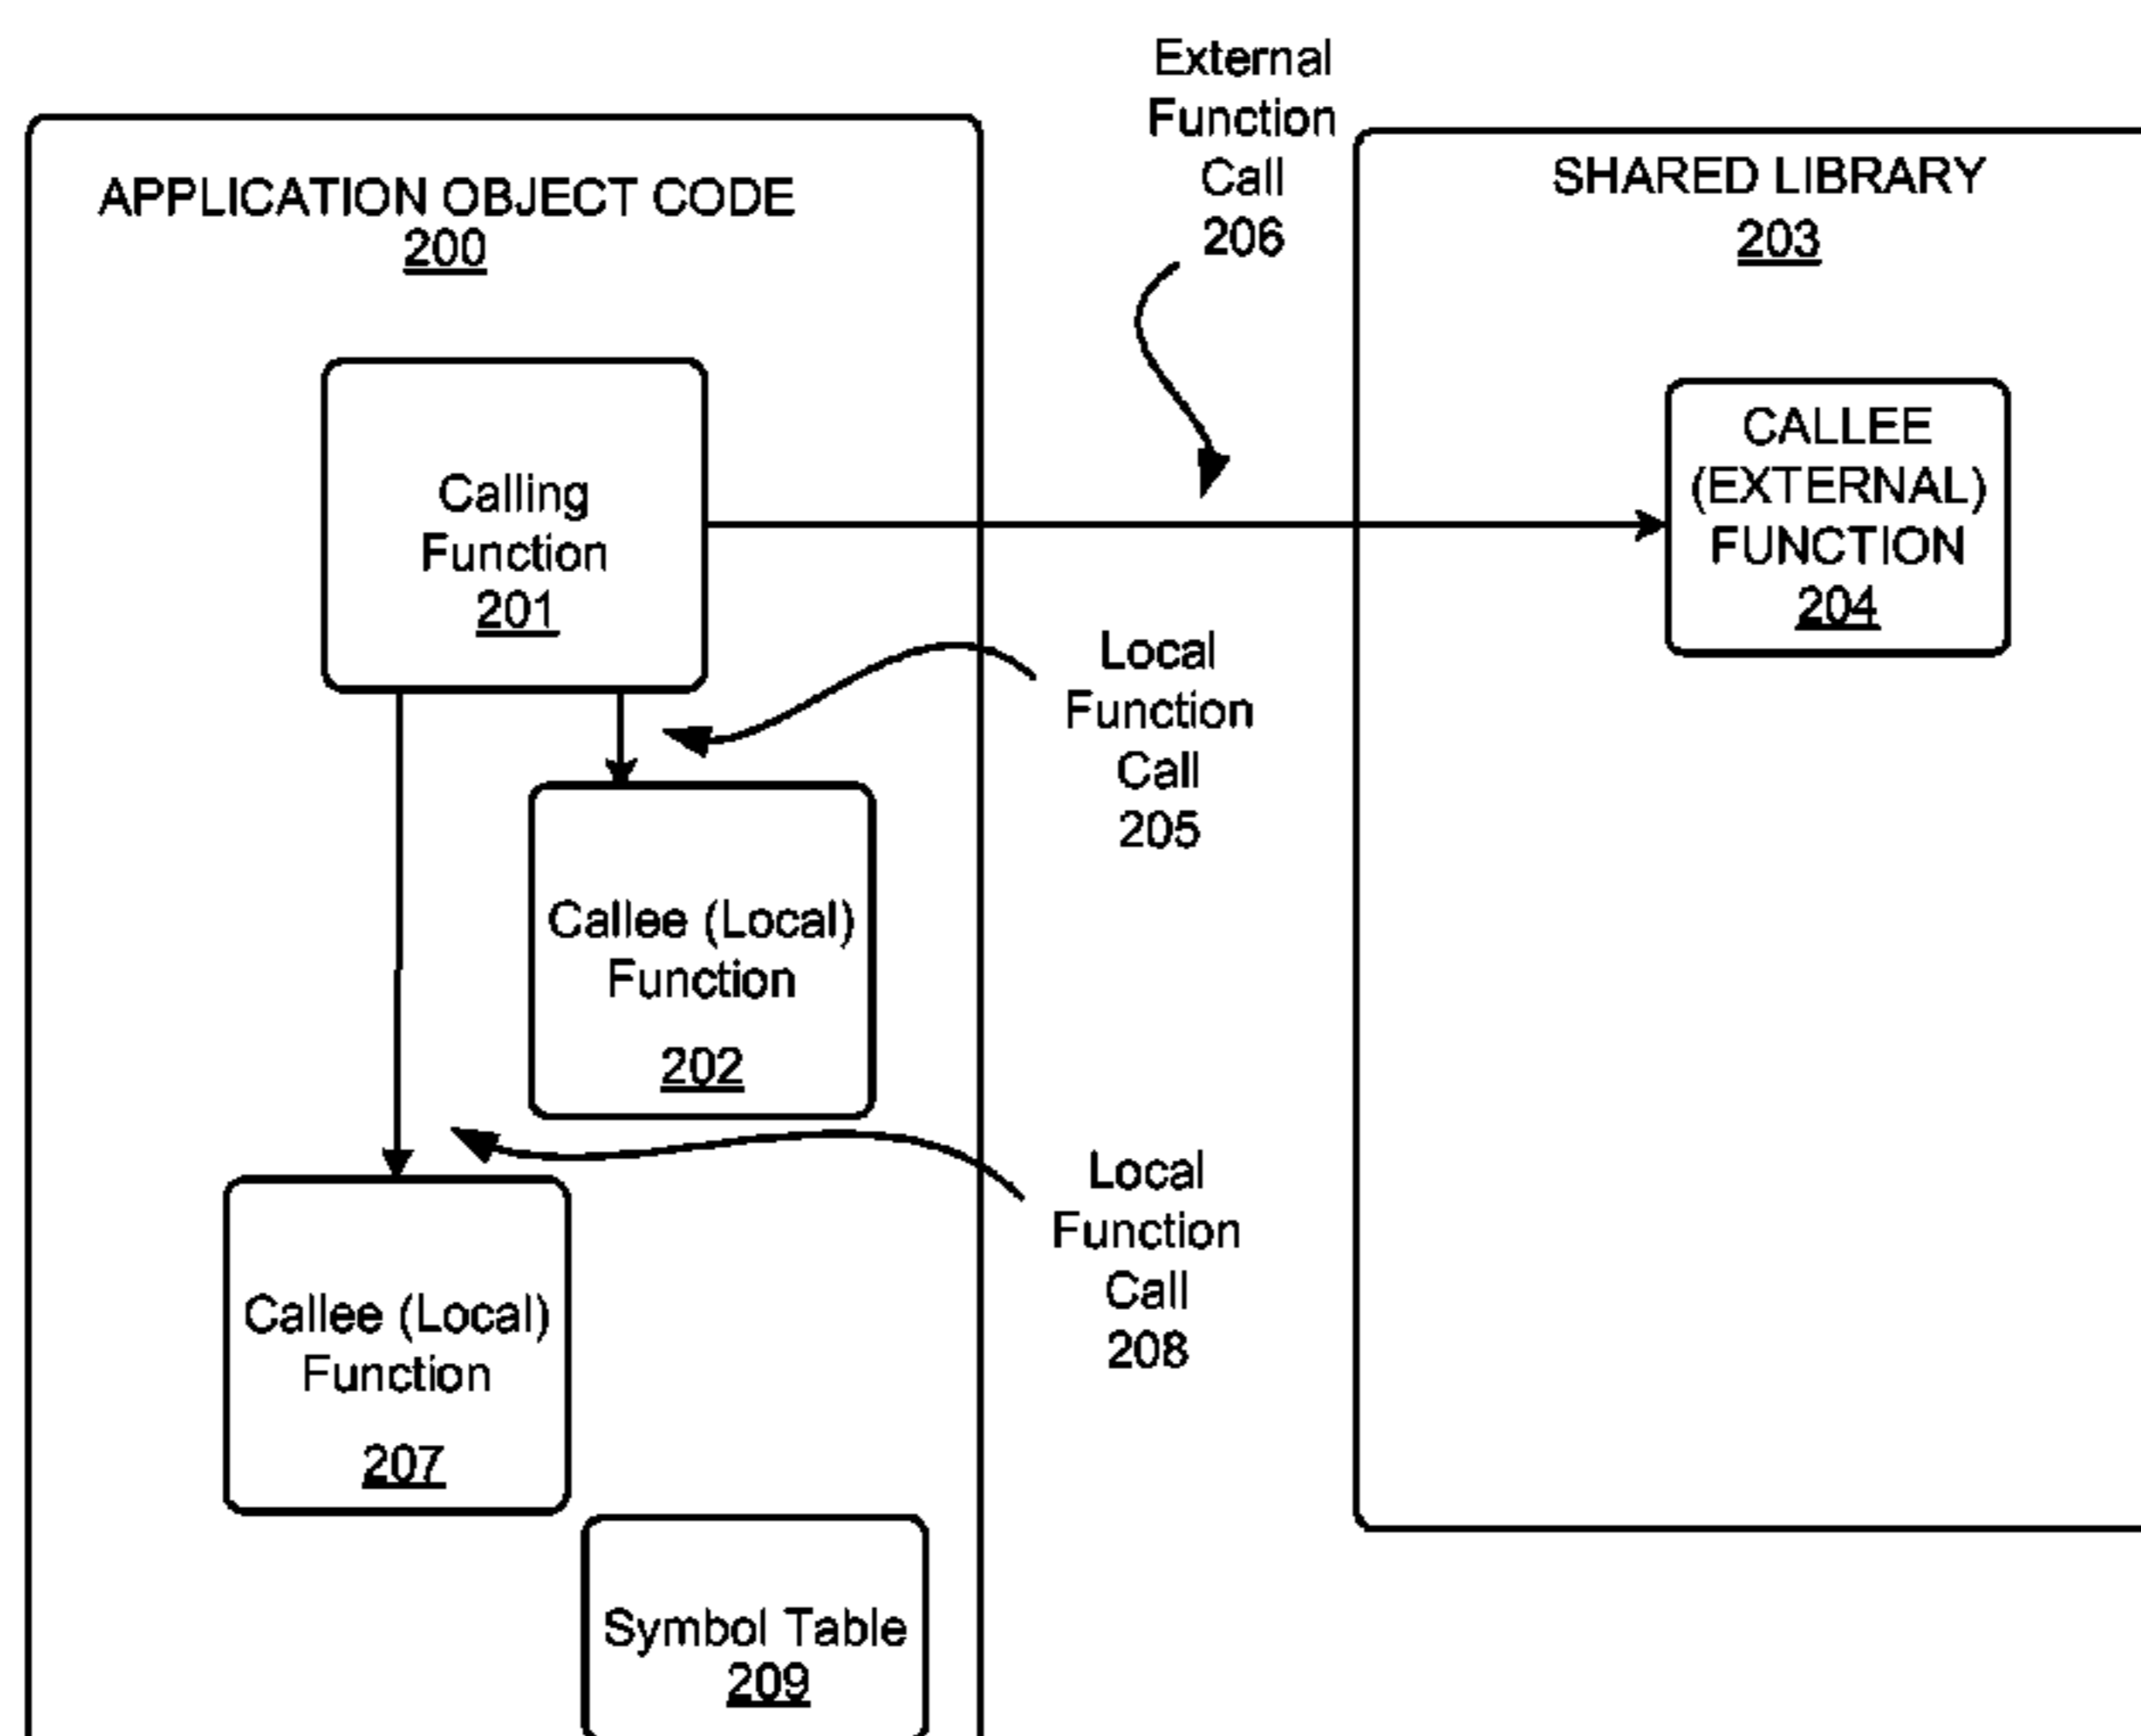 APPLICATION OBJECT CODE
200
External
Function
Call
206
SHARED LIBRARY
203
Calling
Function
201
CALLEE
(EXTERNAL)
FUNCTION
204
Local
Function
Call
205
Callee (Local)
Function
202
Local
Function
Call
208
Callee (Local)
Function
207
Symbol Table
209